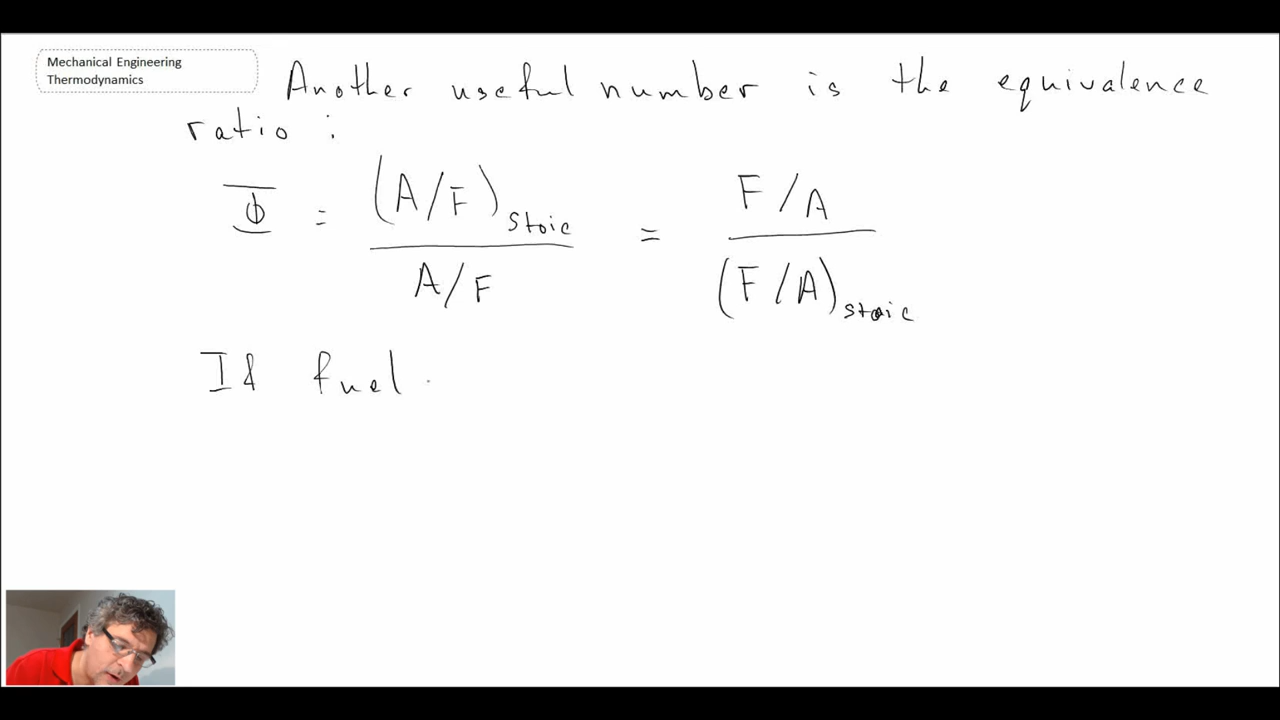 Mechanical Engineering
Thermodynamics
Another useful number is the equivalence
ratio :
Φ = (A/F)stoic / A/F = F/A / (F/A)stoic
If fuel